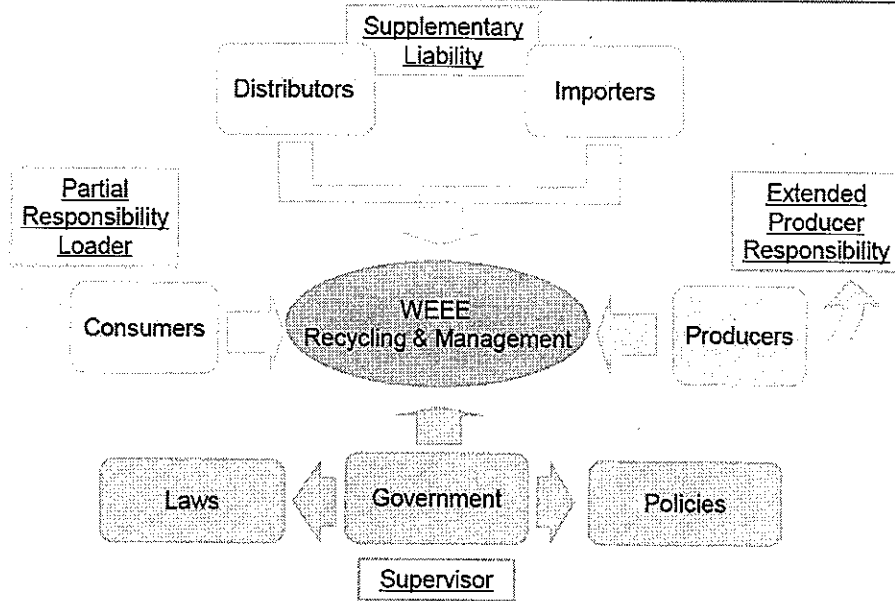 Supplementary
Liability
Distributors
Importers
Partial
Responsibility
Loader
Extended
Producer
Responsibility
Consumers
WEEE
Recycling & Management
Producers
Laws
Government
Policies
Supervisor